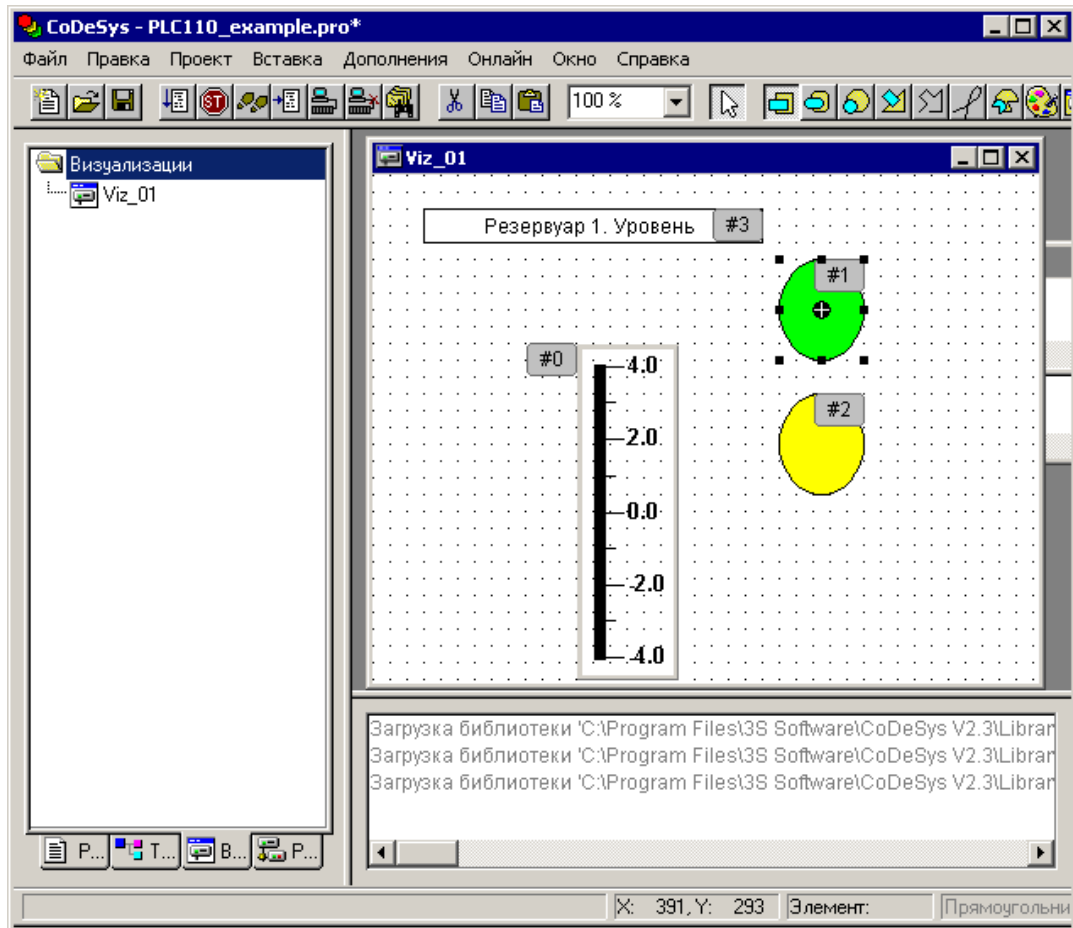 CoDeSys - PLC110_example.pro*
Файл Правка Проект Вставка Дополнения Онлайн Окно Справка
ST 100 %
Визуализации
Viz_01
Viz_01
Резервуар 1. Уровень #3
#1
#0
4.0
#2
2.0
0.0
-2.0
-4.0
Загрузка библиотеки 'C:\Program Files\3S Software\CoDeSys V2.3\Librar
Загрузка библиотеки 'C:\Program Files\3S Software\CoDeSys V2.3\Librar
Загрузка библиотеки 'C:\Program Files\3S Software\CoDeSys V2.3\Librar
P... T... В... P...
X: 391, Y: 293 Элемент: Прямоугольни